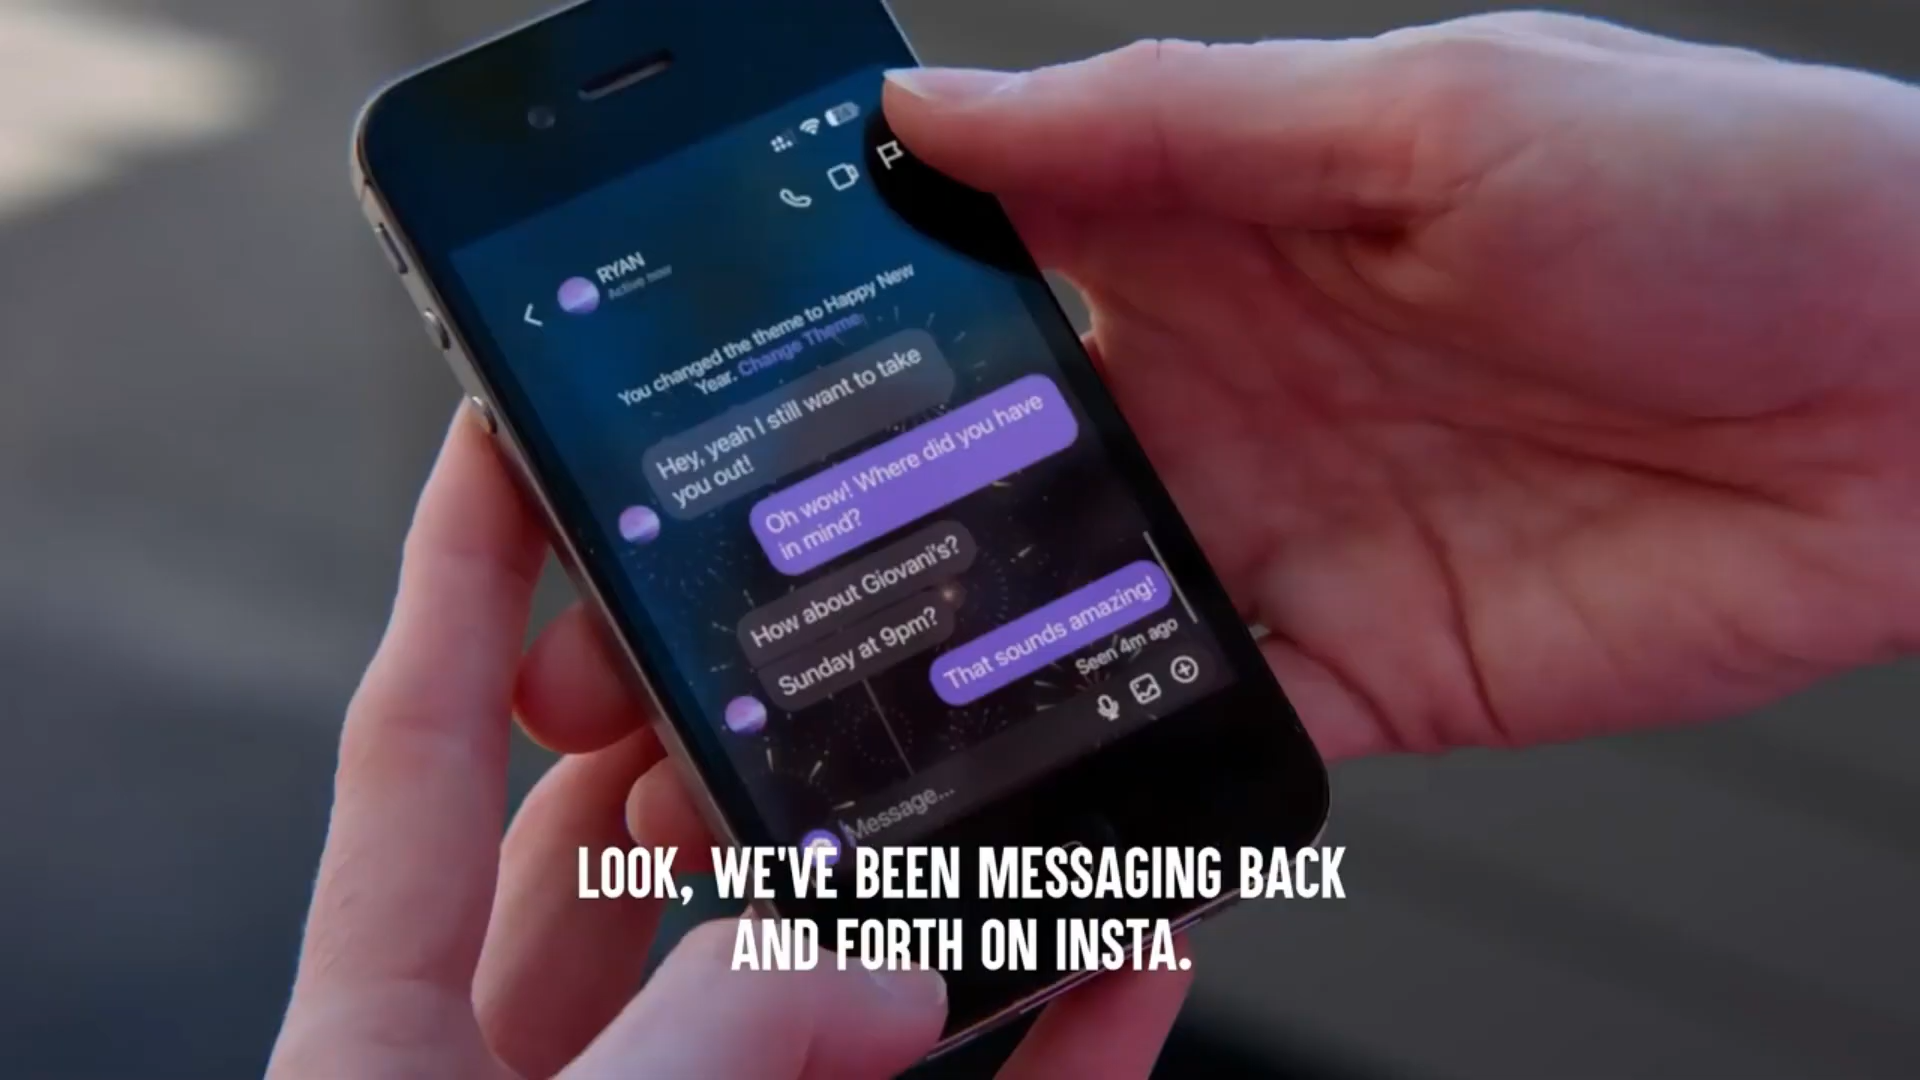 RYAN
Active now
You changed the theme to Happy New
Year. Change Theme
Hey, yeah I still want to take
you out!
Oh wow! Where did you have
in mind?
How about Giovani's?
Sunday at 9pm?
That sounds amazing!
Seen 4m ago
Message...
LOOK, WE'VE BEEN MESSAGING BACK
AND FORTH ON INSTA.